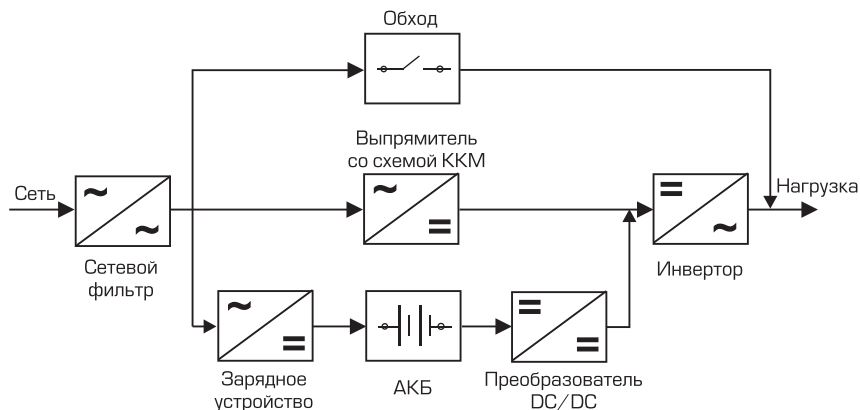 Обход
Выпрямитель
со схемой ККМ
Сеть
Нагрузка
Сетевой
фильтр
Инвертор
Зарядное
устройство
АКБ
Преобразователь
DC/DC